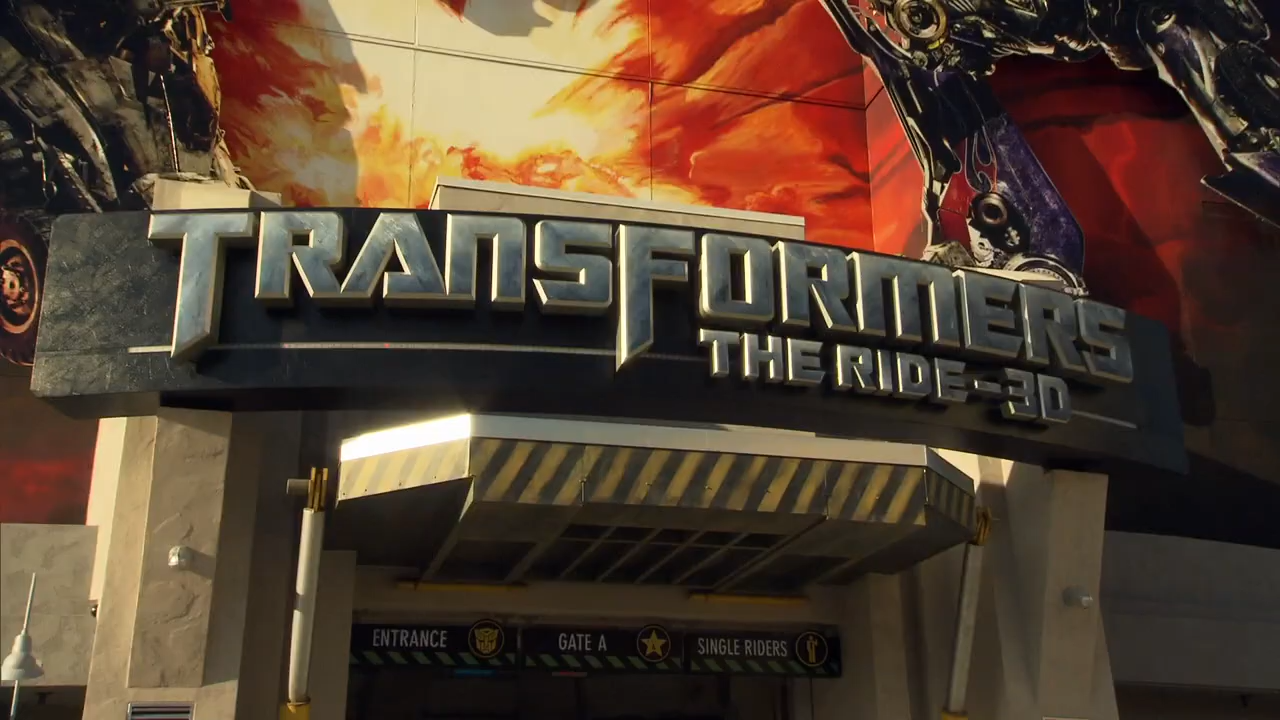 TRANSFORMERS
THE RIDE-3D
ENTRANCE
GATE A
SINGLE RIDERS